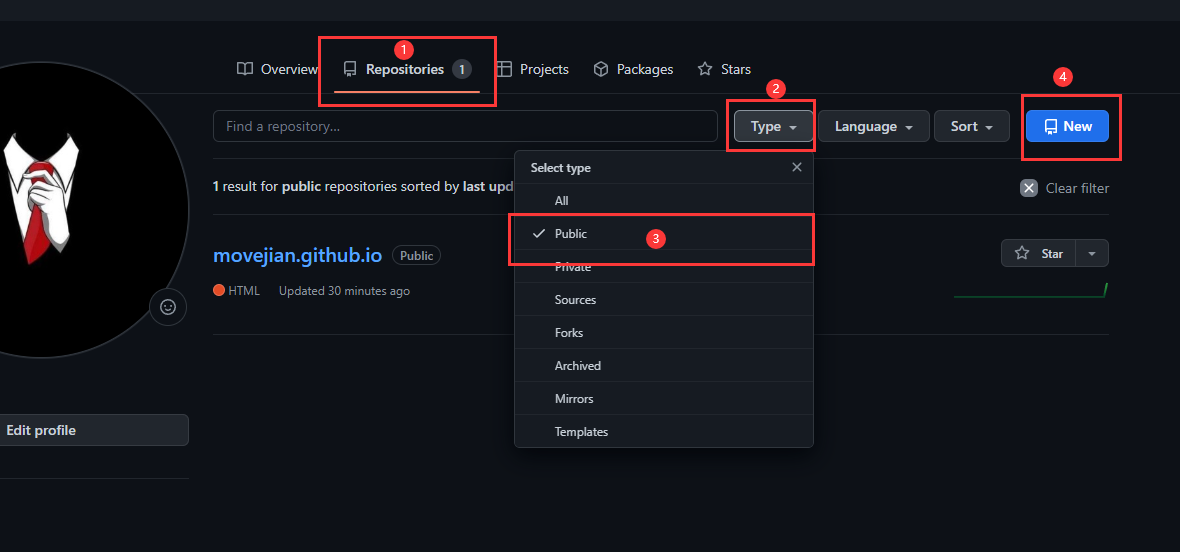 1
Overview Repositories 1 Projects Packages Stars
2 4
Find a repository... Type Language Sort New
Select type
1 result for public repositories sorted by last upd Clear filter
All
Public 3
movejian.github.io Public Star
Private
HTML Updated 30 minutes ago
Sources
Forks
Archived
Mirrors
Edit profile
Templates